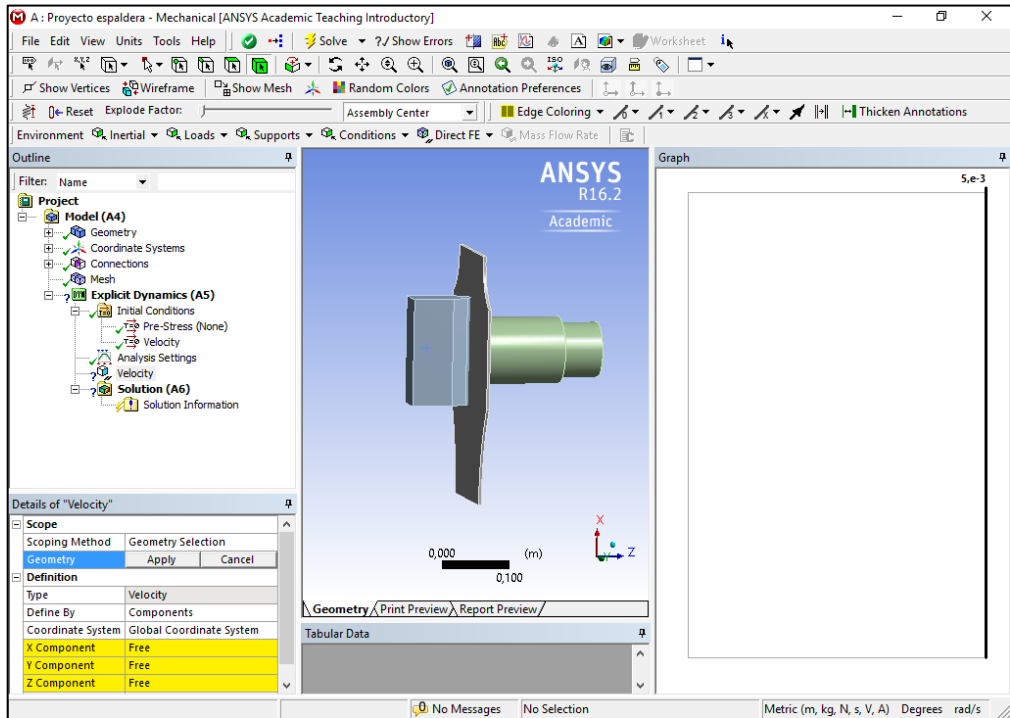 A : Proyecto espaldera - Mechanical [ANSYS Academic Teaching Introductory]
File Edit View Units Tools Help Solve ?/ Show Errors Worksheet
Show Vertices Wireframe Show Mesh Random Colors Annotation Preferences
Reset Explode Factor: Assembly Center Edge Coloring Thicken Annotations
Environment Inertial Loads Supports Conditions Direct FE Mass Flow Rate
Outline
Filter: Name
Project
Model (A4)
Geometry
Coordinate Systems
Connections
Mesh
Explicit Dynamics (A5)
Initial Conditions
Pre-Stress (None)
Velocity
Analysis Settings
Velocity
Solution (A6)
Solution Information
Details of "Velocity"
Scope
Scoping Method Geometry Selection
Geometry Apply Cancel
Definition
Type Velocity
Define By Components
Coordinate System Global Coordinate System
X Component Free
Y Component Free
Z Component Free
ANSYS
R16.2
Academic
0,000 (m)
0,100
X
Z
Geometry Print Preview Report Preview
Tabular Data
Graph
5,e-3
No Messages No Selection Metric (m, kg, N, s, V, A) Degrees rad/s